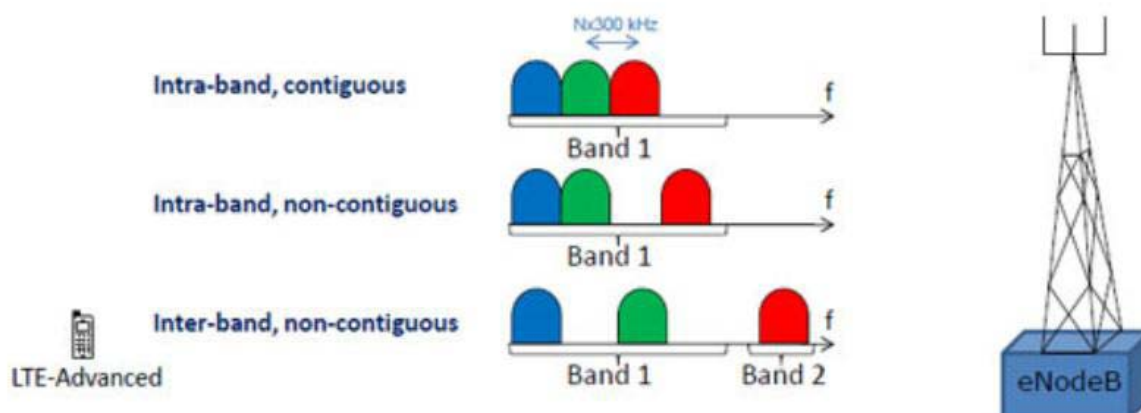 Nx300 kHz
Intra-band, contiguous
f
Band 1
Intra-band, non-contiguous
f
Band 1
Inter-band, non-contiguous
f
LTE-Advanced
Band 1
Band 2
eNodeB